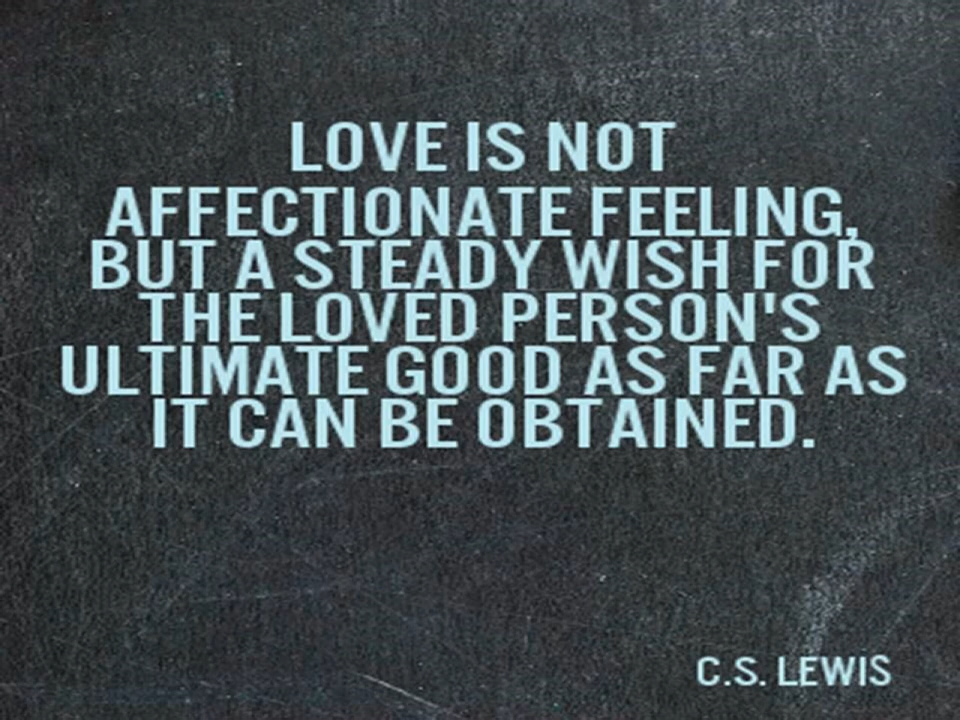 LOVE IS NOT
AFFECTIONATE FEELING,
BUT A STEADY WISH FOR
THE LOVED PERSON'S
ULTIMATE GOOD AS FAR AS
IT CAN BE OBTAINED.
C.S. LEWIS